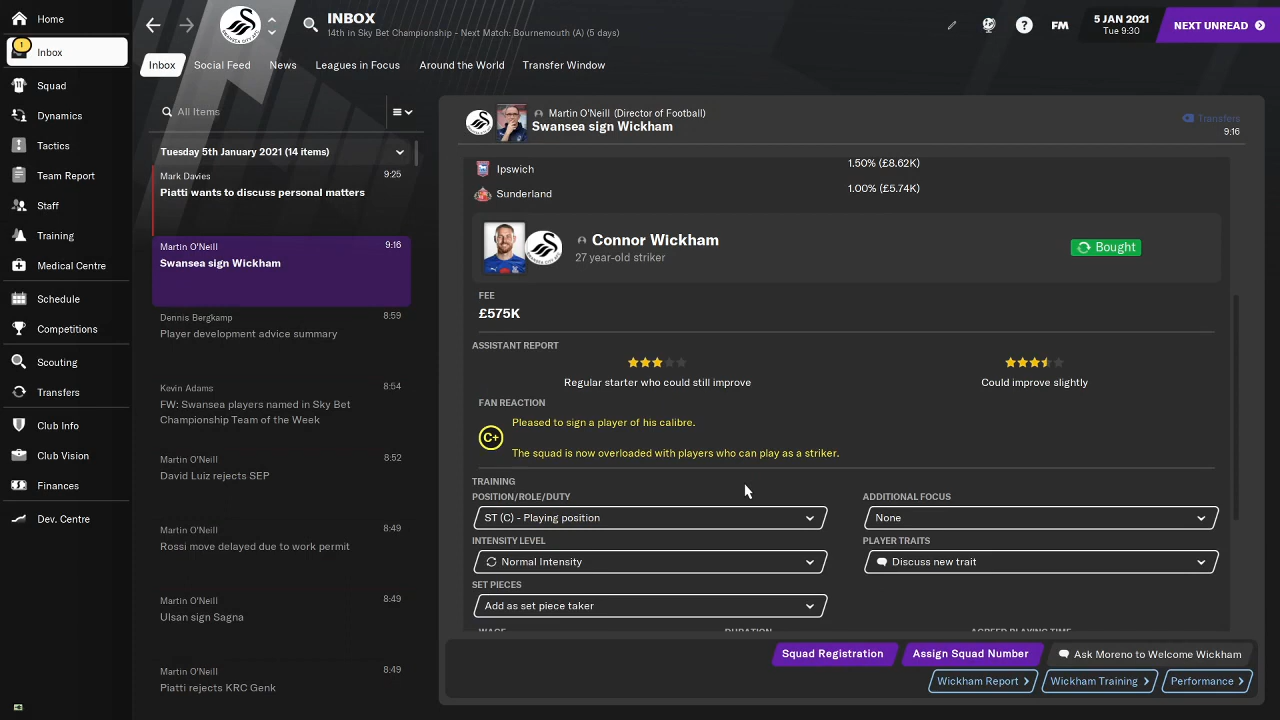 Home
1
Inbox
Squad
Dynamics
Tactics
Team Report
Staff
Training
Medical Centre
Schedule
Competitions
Scouting
Transfers
Club Info
Club Vision
Finances
Dev. Centre
INBOX
14th in Sky Bet Championship - Next Match: Bournemouth (A) (5 days)
?
FM
5 JAN 2021
Tue 9:30
NEXT UNREAD
Inbox
Social Feed
News
Leagues in Focus
Around the World
Transfer Window
All Items
Tuesday 5th January 2021 (14 items)
Mark Davies 9:25
Piatti wants to discuss personal matters
Martin O'Neill 9:16
Swansea sign Wickham
Dennis Bergkamp 8:59
Player development advice summary
Kevin Adams 8:54
FW: Swansea players named in Sky Bet
Championship Team of the Week
Martin O'Neill 8:52
David Luiz rejects SEP
Martin O'Neill 8:49
Rossi move delayed due to work permit
Martin O'Neill 8:49
Ulsan sign Sagna
Martin O'Neill 8:49
Piatti rejects KRC Genk
Martin O'Neill (Director of Football)
Swansea sign Wickham
Transfers
9:16
Ipswich 1.50% (£8.62K)
Sunderland 1.00% (£5.74K)
Connor Wickham
27 year-old striker
Bought
FEE
£575K
ASSISTANT REPORT
Regular starter who could still improve
Could improve slightly
FAN REACTION
C+
Pleased to sign a player of his calibre.
The squad is now overloaded with players who can play as a striker.
TRAINING
POSITION/ROLE/DUTY
ST (C) - Playing position
ADDITIONAL FOCUS
None
INTENSITY LEVEL
Normal Intensity
PLAYER TRAITS
Discuss new trait
SET PIECES
Add as set piece taker
WAGE DURATION AGREED PLAYING TIME
Squad Registration
Assign Squad Number
Ask Moreno to Welcome Wickham
Wickham Report
Wickham Training
Performance